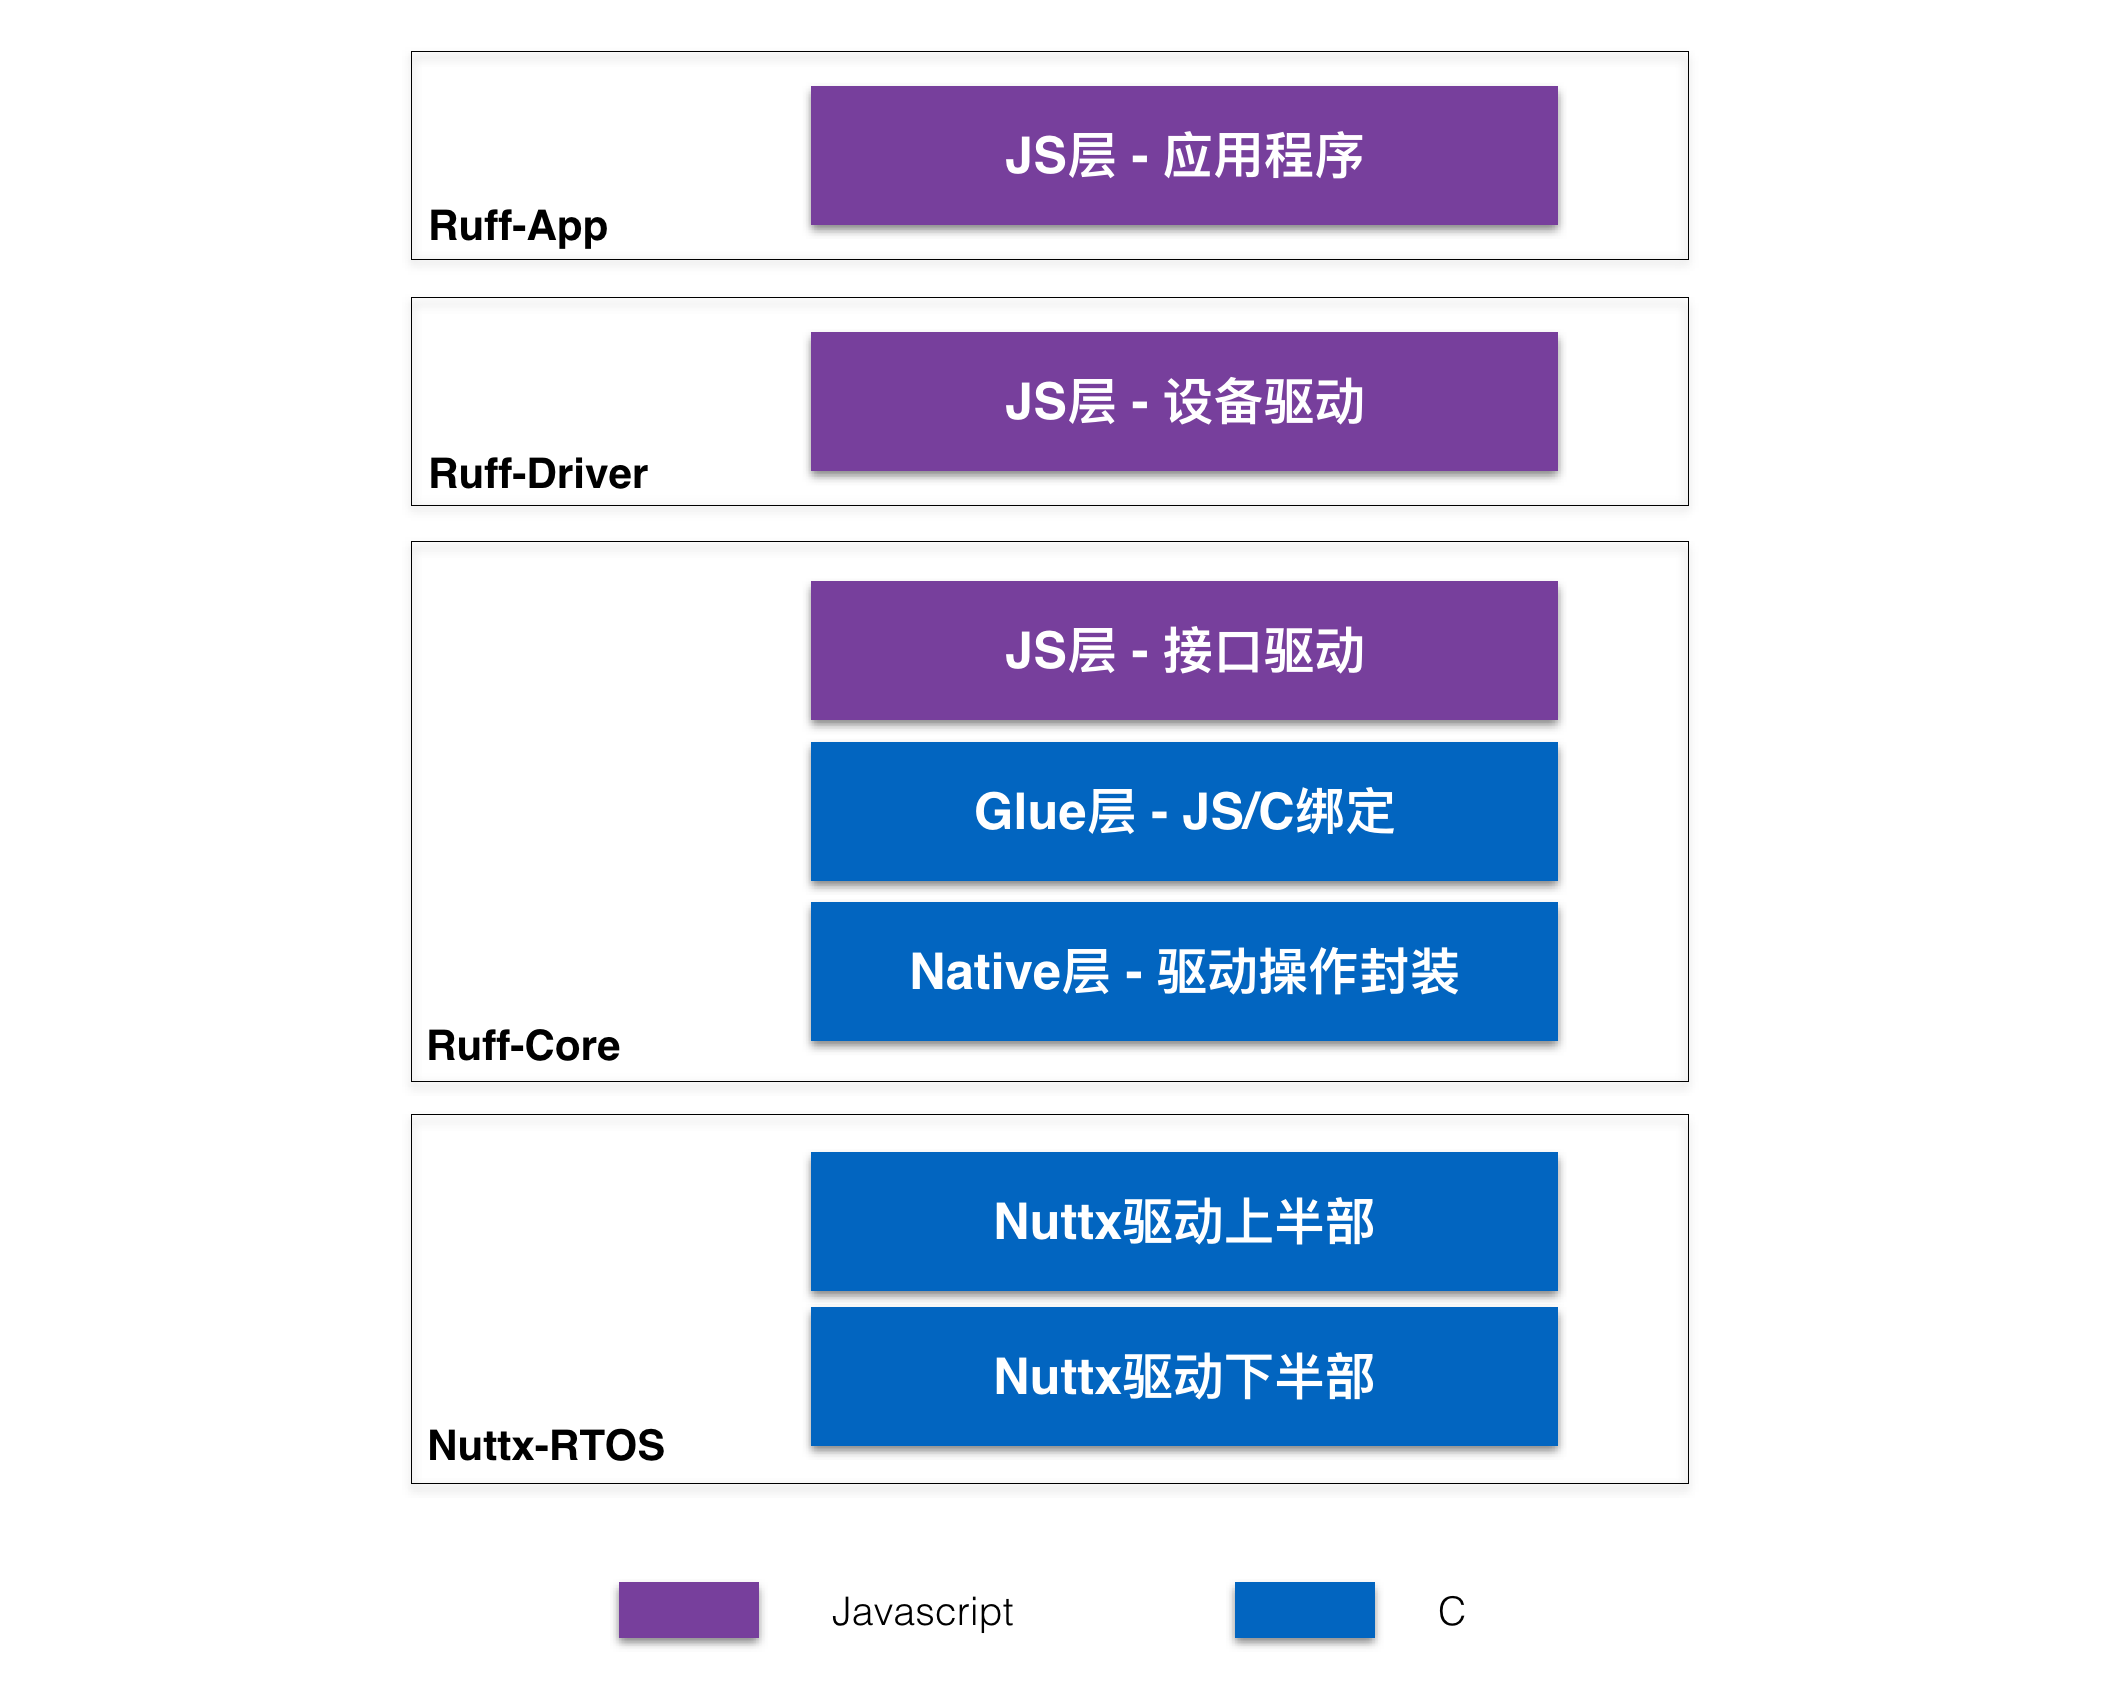 JS层 - 应用程序
Ruff-App
JS层 - 设备驱动
Ruff-Driver
JS层 - 接口驱动
Glue层 - JS/C绑定
Native层 - 驱动操作封装
Ruff-Core
Nuttx驱动上半部
Nuttx驱动下半部
Nuttx-RTOS
Javascript
C